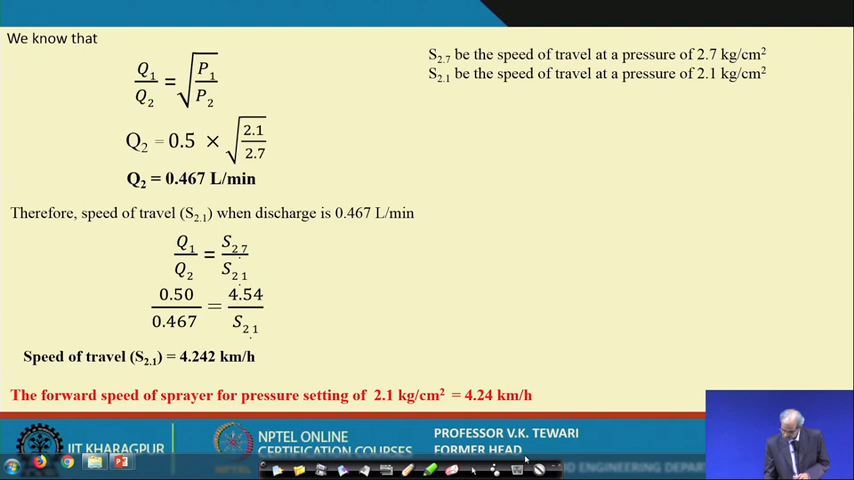 We know that
Q1/Q2 = √(P1/P2)
Q2 = 0.5 × √(2.1/2.7)
Q2 = 0.467 L/min
Therefore, speed of travel (S2.1) when discharge is 0.467 L/min
Q1/Q2 = S2.7/S2.1
0.50/0.467 = 4.54/S2.1
Speed of travel (S2.1) = 4.242 km/h
The forward speed of sprayer for pressure setting of 2.1 kg/cm² = 4.24 km/h
S2.7 be the speed of travel at a pressure of 2.7 kg/cm²
S2.1 be the speed of travel at a pressure of 2.1 kg/cm²
IIT KHARAGPUR
NPTEL ONLINE
CERTIFICATION COURSES
PROFESSOR V.K. TEWARI
FORMER HEAD
ENGINEERING DEPAR